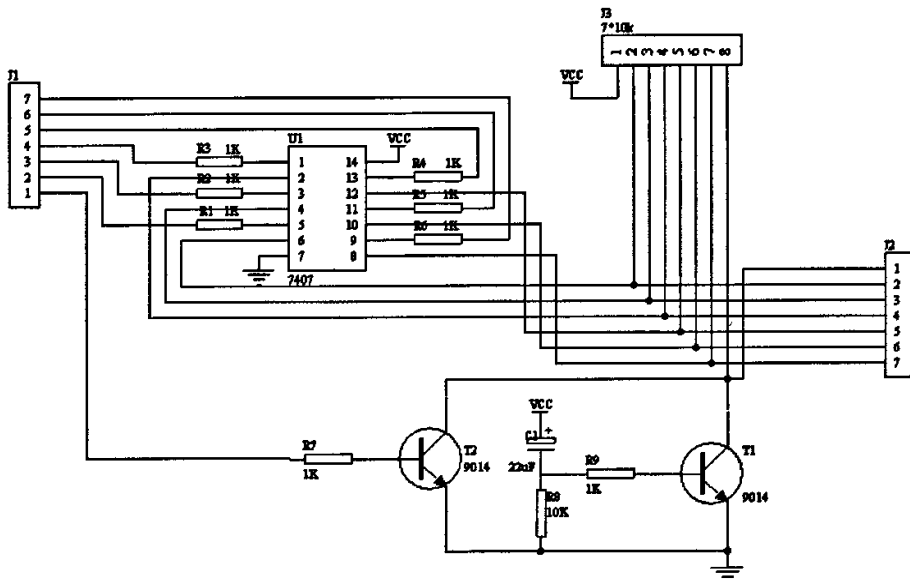 J3
7*10k
1 2 3 4 5 6 7 8
VCC
J1
7
6
5
4
3
2
1
R3 1K
R2 1K
R1 1K
U1
1
2
3
4
5
6
7
14
13
12
11
10
9
8
7407
VCC
R4 1K
R5 1K
R6 1K
J2
1
2
3
4
5
6
7
R7
1K
T2
9014
VCC
C1 +
22uF
R8
10K
R9
1K
T1
9014